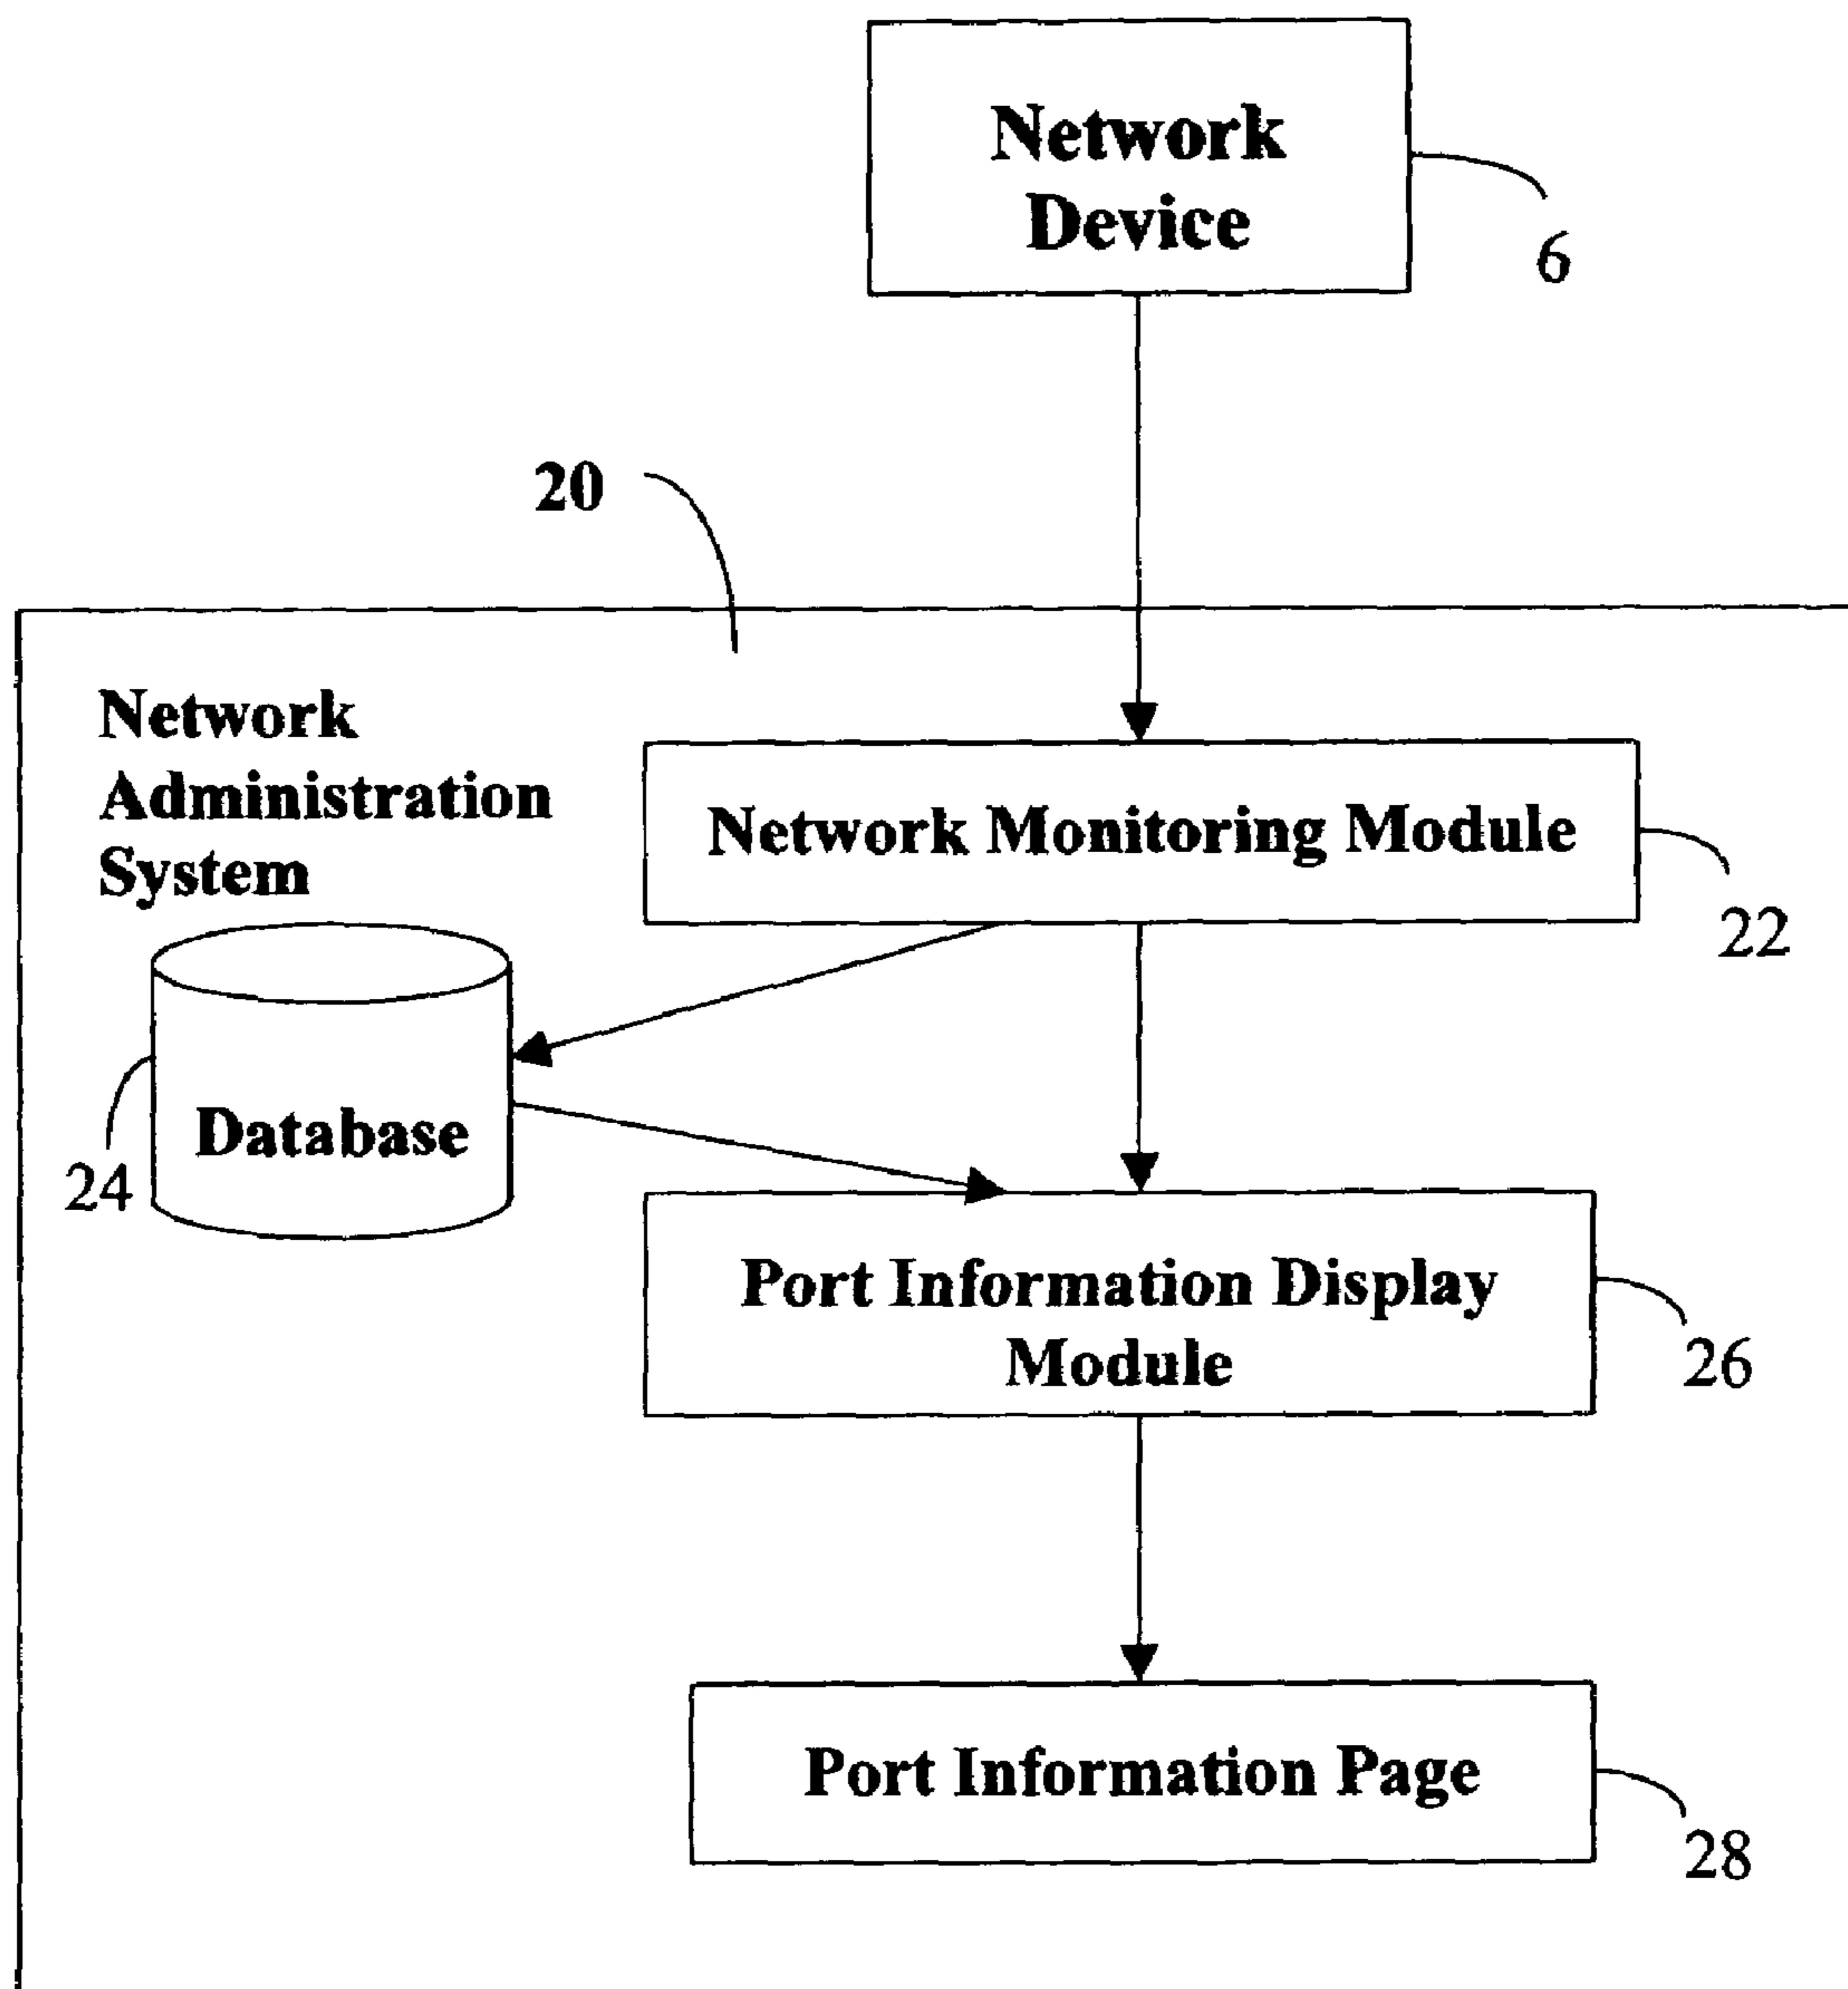 Network
Device
6
20
Network
Administration
System
Network Monitoring Module
22
Database
24
Port Information Display
Module
26
Port Information Page
28